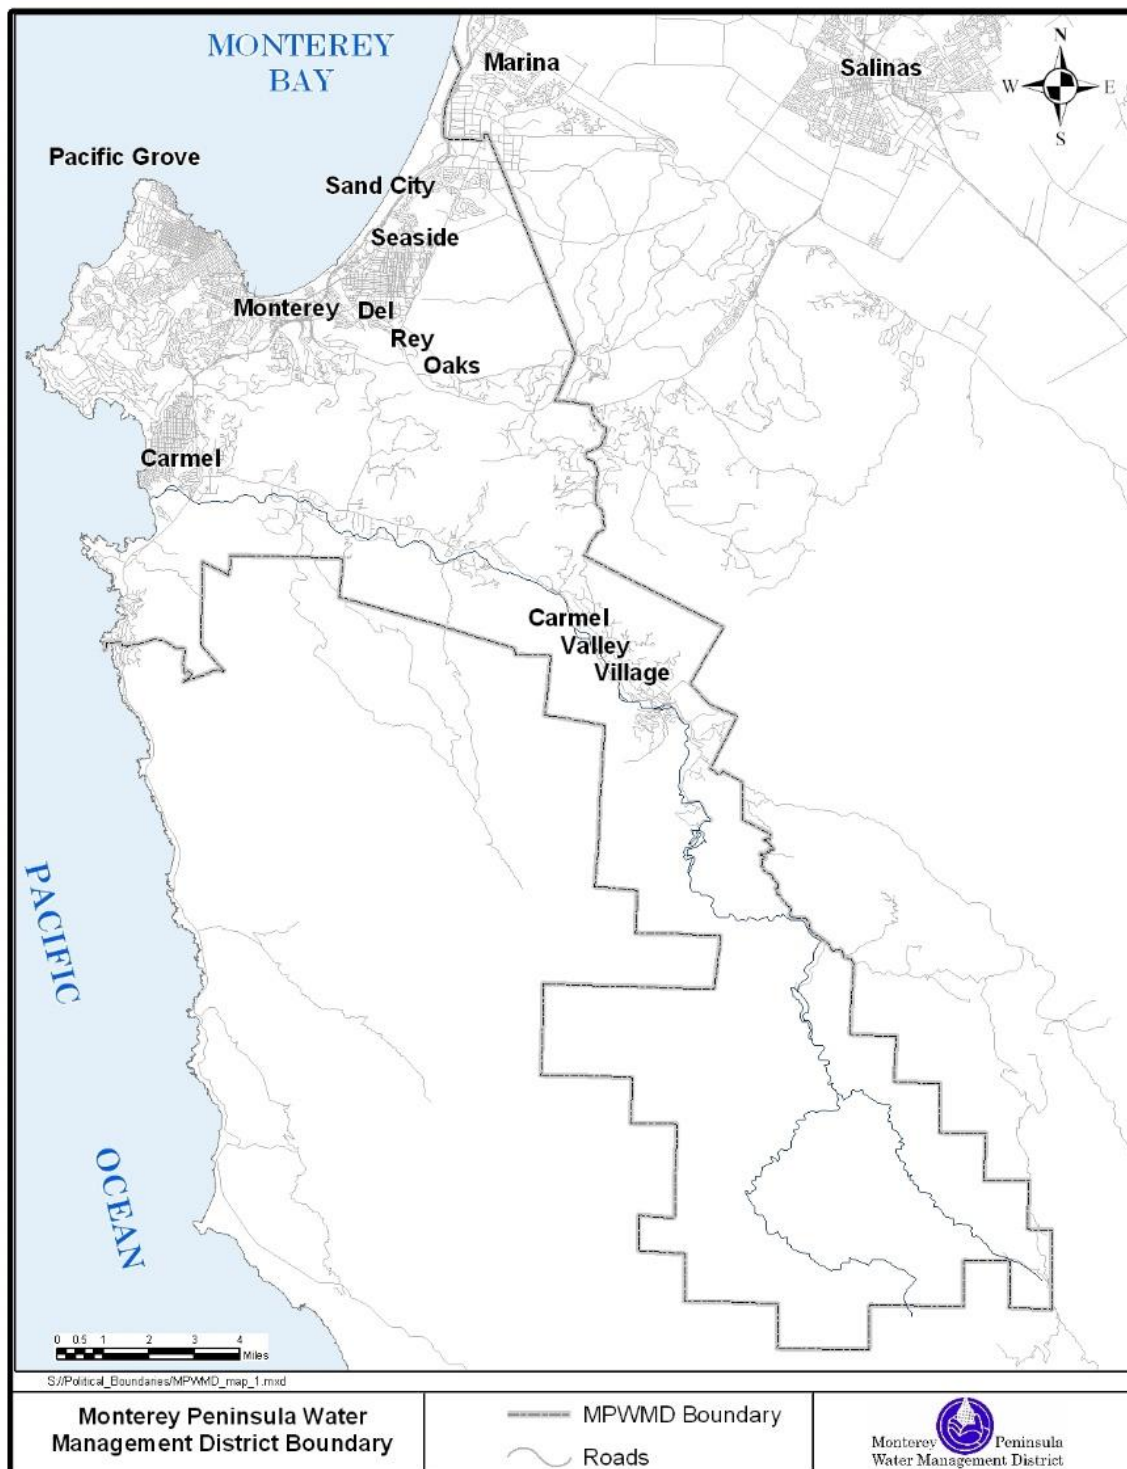 MONTEREY
BAY
Marina
Salinas
N
W E
S
Pacific Grove
Sand City
Seaside
Monterey
Del
Rey
Oaks
Carmel
Carmel
Valley
Village
PACIFIC
OCEAN
0 0.5 1 2 3 4
Miles
S://Political_Boundaries/MPWMD_map_1.mxd
Monterey Peninsula Water
Management District Boundary
MPWMD Boundary
Roads
Monterey Peninsula
Water Management District